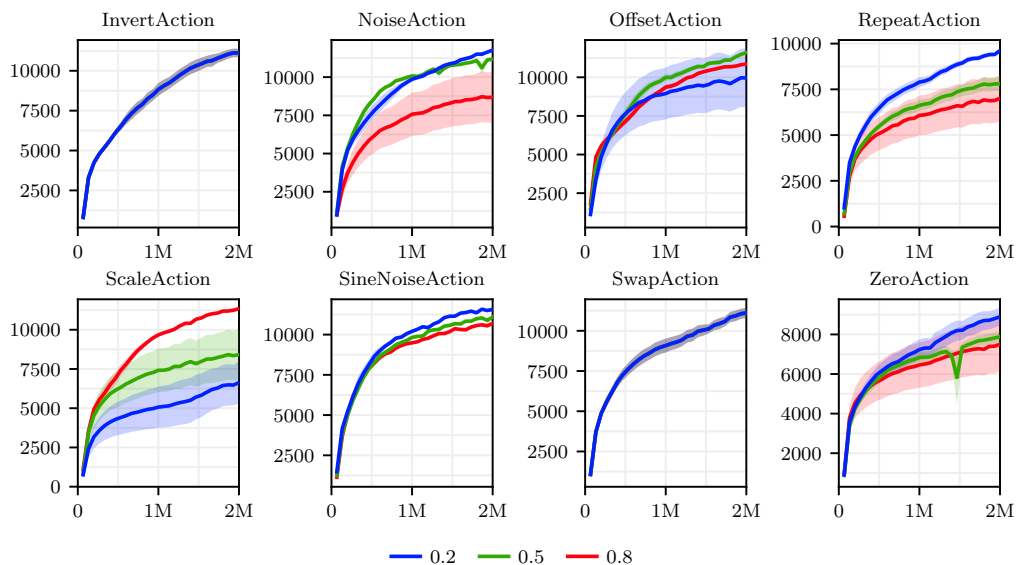 InvertAction NoiseAction OffsetAction RepeatAction
10000 10000 10000 10000
7500 7500 7500 7500
5000 5000 5000 5000
2500 2500 2500 2500
0
0 1M 2M 0 1M 2M 0 1M 2M 0 1M 2M
ScaleAction SineNoiseAction SwapAction ZeroAction
10000 10000 10000 8000
7500 7500 7500 6000
5000 5000 5000 4000
2500 2500 2500 2000
0
0 1M 2M 0 1M 2M 0 1M 2M 0 1M 2M
0.2 0.5 0.8